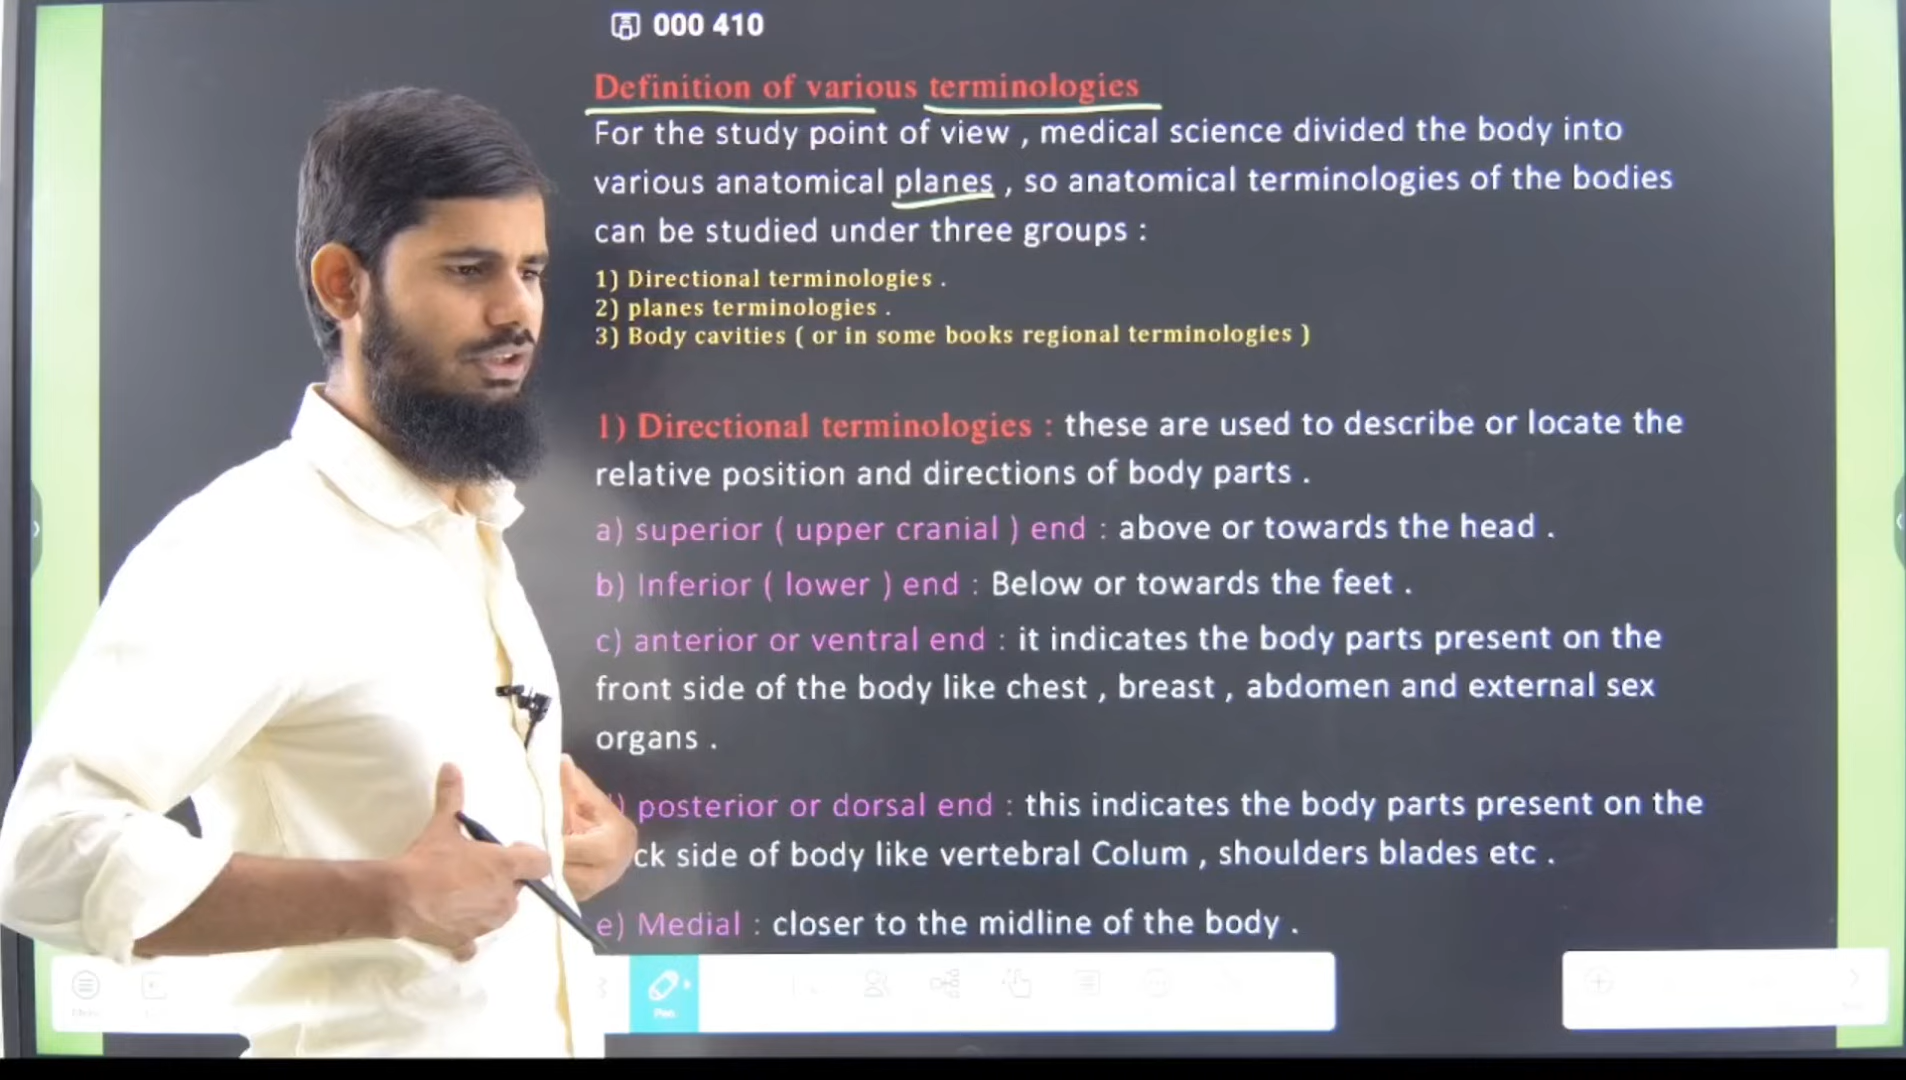 000 410
Definition of various terminologies
For the study point of view , medical science divided the body into
various anatomical planes , so anatomical terminologies of the bodies
can be studied under three groups :
1) Directional terminologies .
2) planes terminologies .
3) Body cavities ( or in some books regional terminologies )
1) Directional terminologies : these are used to describe or locate the
relative position and directions of body parts .
a) superior ( upper cranial ) end : above or towards the head .
b) Inferior ( lower ) end : Below or towards the feet .
c) anterior or ventral end : it indicates the body parts present on the
front side of the body like chest , breast , abdomen and external sex
organs .
) posterior or dorsal end : this indicates the body parts present on the
ck side of body like vertebral Colum , shoulders blades etc .
e) Medial : closer to the midline of the body .
Menu
Pen